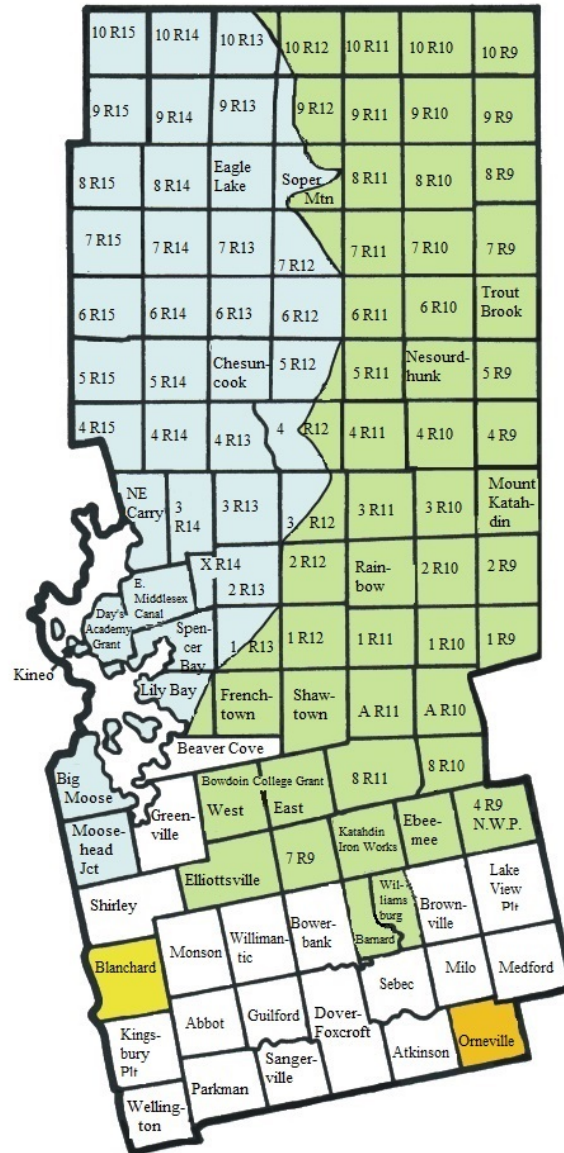 10 R15
10 R14
10 R13
10 R12
10 R11
10 R10
10 R9
9 R15
9 R14
9 R13
9 R12
9 R11
9 R10
9 R9
8 R15
8 R14
Eagle
Lake
Soper
Mtn
8 R11
8 R10
8 R9
7 R15
7 R14
7 R13
7 R12
7 R11
7 R10
7 R9
6 R15
6 R14
6 R13
6 R12
6 R11
6 R10
Trout
Brook
5 R15
5 R14
Chesun-
cook
5 R12
5 R11
Nesourd-
hunk
5 R9
4 R15
4 R14
4 R13
4 R12
4 R11
4 R10
4 R9
NE
Carry
3
R14
3 R13
3 R12
3 R11
3 R10
Mount
Katah-
din
X R14
2 R13
2 R12
Rain-
bow
2 R10
2 R9
E.
Middlesex
Canal
Day's
Academy
Grant
Spen-
cer
Bay
1 R13
1 R12
1 R11
1 R10
1 R9
Kineo
Lily Bay
French-
town
Shaw-
town
A R11
A R10
Beaver Cove
Big
Moose
Green-
ville
Bowdoin College Grant
West
East
8 R11
8 R10
Moose-
head
Jct
Elliottsville
7 R9
Katahdin
Iron Works
Ebee-
mee
4 R9
N.W.P.
Shirley
Monson
Williman-
tic
Bower-
bank
Barnard
Wil-
liams
burg
Brown-
ville
Lake
View
Plt
Blanchard
Abbot
Guilford
Dover-
Foxcroft
Sebec
Milo
Medford
Kings-
bury
Plt
Parkman
Sanger-
ville
Atkinson
Orneville
Welling-
ton